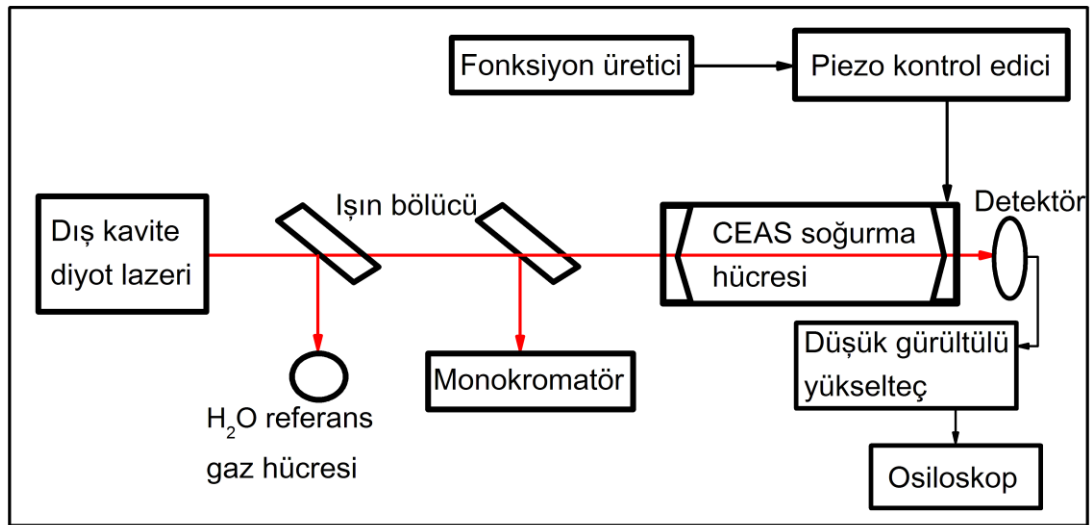 Fonksiyon üretici
Piezo kontrol edici
Dış kavite
diyot lazeri
Işın bölücü
CEAS soğurma
hücresi
Detektör
H₂O referans
gaz hücresi
Monokromatör
Düşük gürültülü
yükselteç
Osiloskop